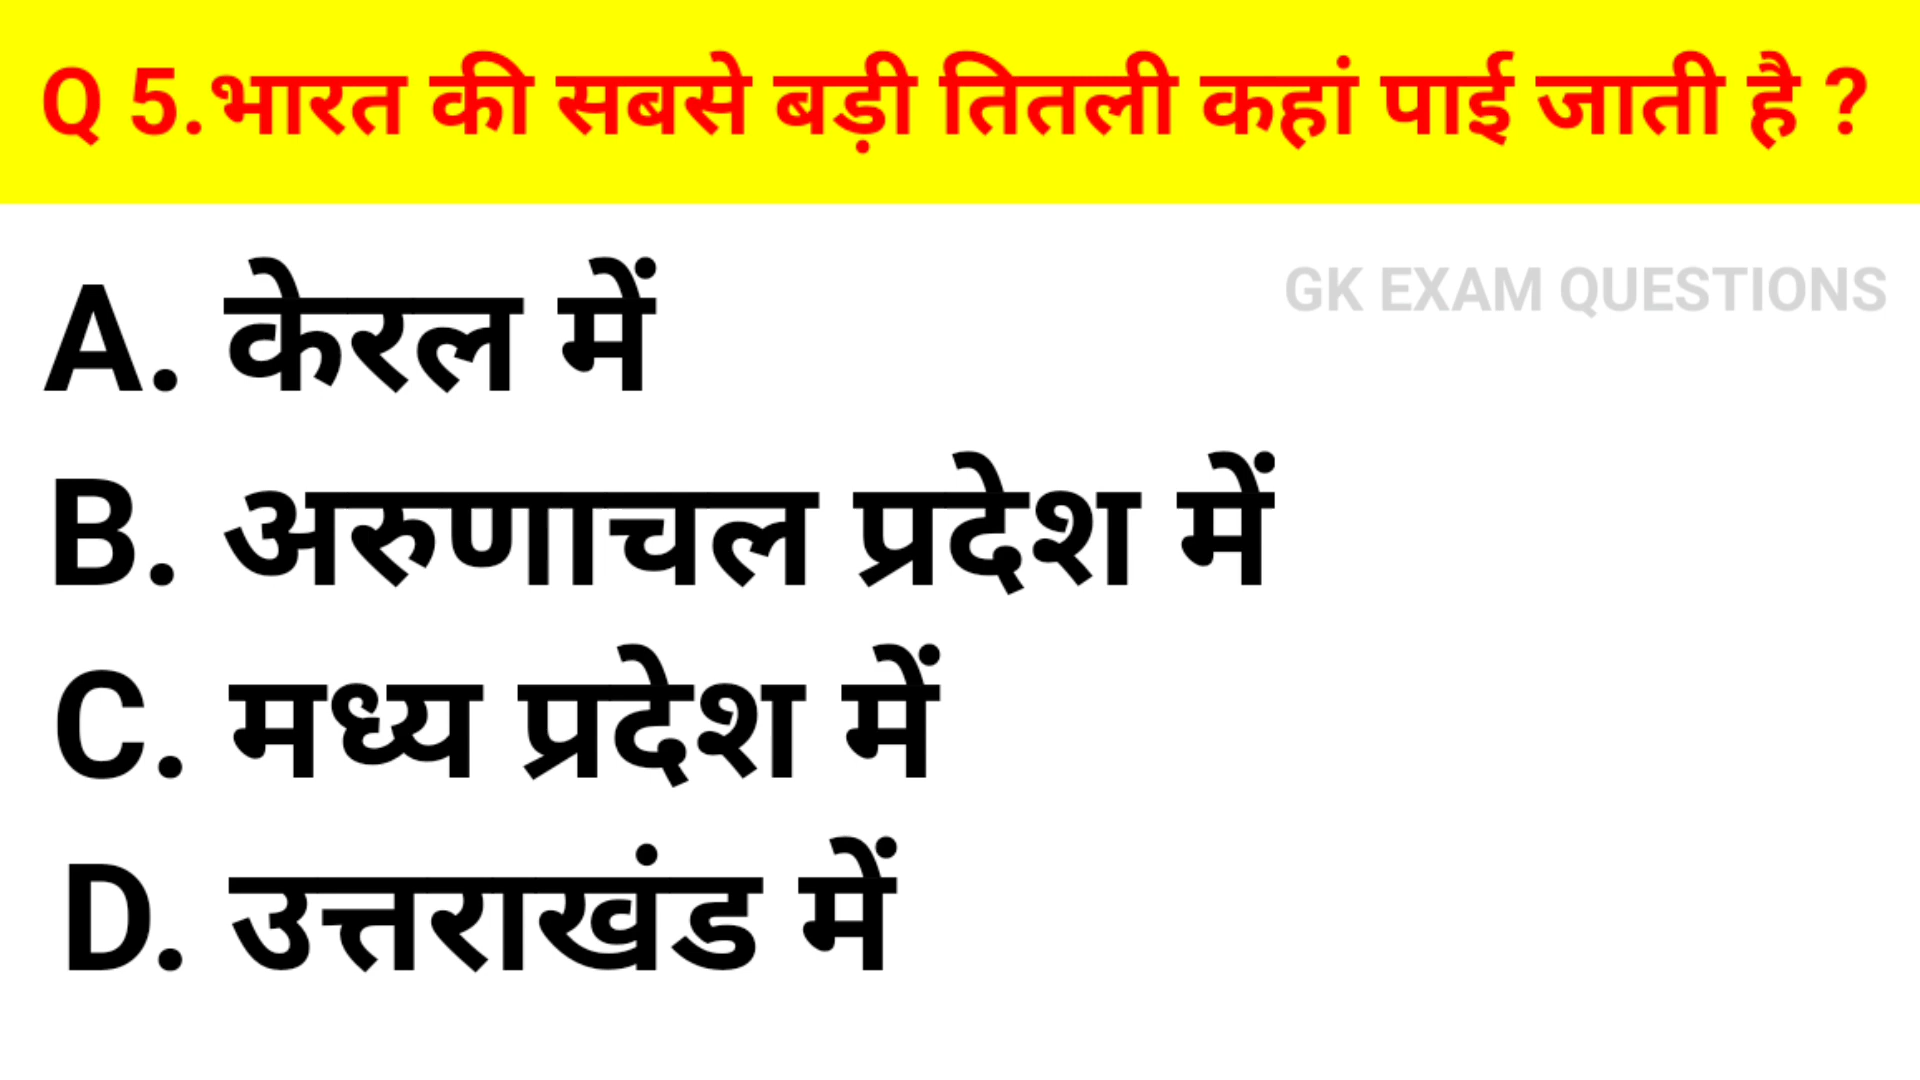 Q 5.भारत की सबसे बड़ी तितली कहां पाई जाती है ?
GK EXAM QUESTIONS
A. केरल में
B. अरुणाचल प्रदेश में
C. मध्य प्रदेश में
D. उत्तराखंड में